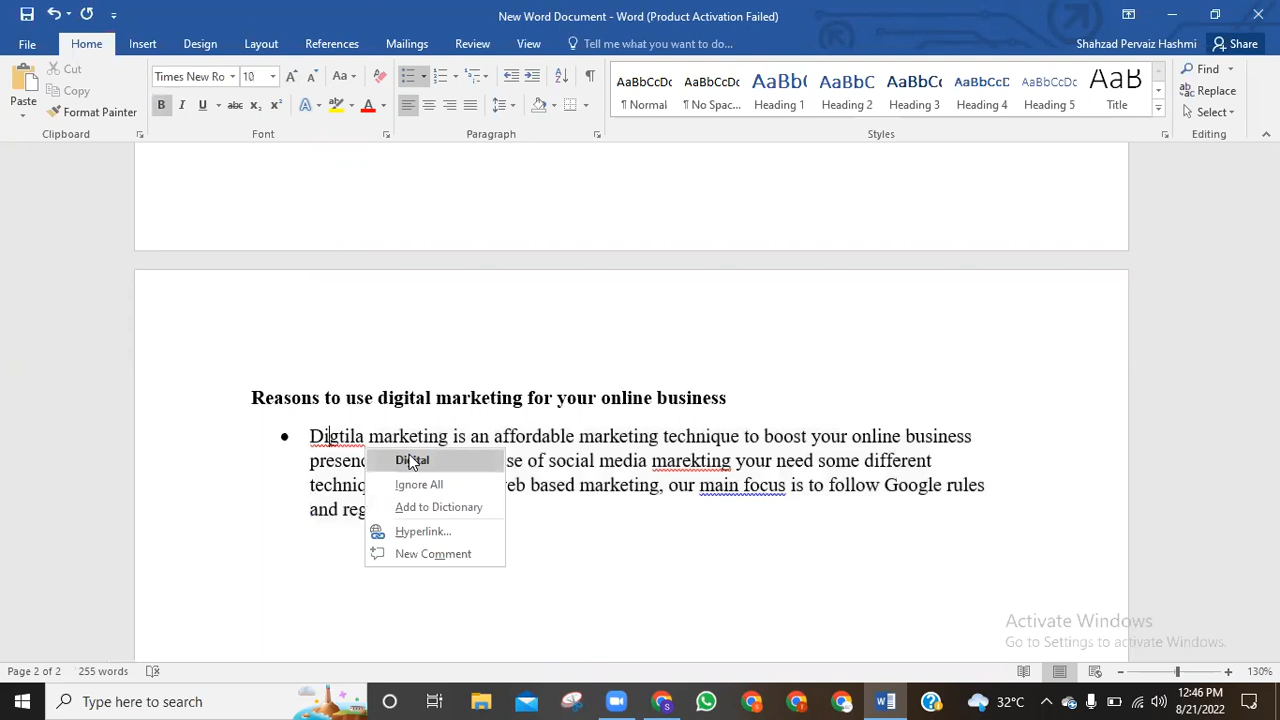 New Word Document - Word (Product Activation Failed)
File Home Insert Design Layout References Mailings Review View Tell me what you want to do... Shahzad Pervaiz Hashmi Share
Paste Cut Copy Format Painter
Clipboard
Times New Ro 10 Aa
B I U abc x₂ x² A A
Font
Paragraph
AaBbCcDc AaBbCcDc AaBbC AaBbC AaBbCc AaBbCcD AaBbCcDc AaB
¶ Normal ¶ No Spac... Heading 1 Heading 2 Heading 3 Heading 4 Heading 5 Title
Styles
Find
Replace
Select
Editing
Reasons to use digital marketing for your online business
• Digtila marketing is an affordable marketing technique to boost your online business
se of social media marekting your need some different
techniq eb based marketing, our main focus is to follow Google rules
and reg
Digital
Ignore All
Add to Dictionary
Hyperlink...
New Comment
Activate Windows
Go to Settings to activate Windows.
Page 2 of 2 255 words 130%
Type here to search 32°C 12:46 PM
8/21/2022